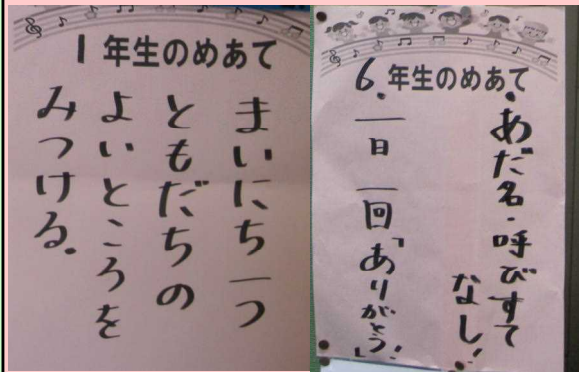 1年生のめあて
まいにち一つ
ともだちの
よいところを
みつける。
6年生のめあて
・あだ名・呼びすて
なし!
・一日一回「ありがとう!」